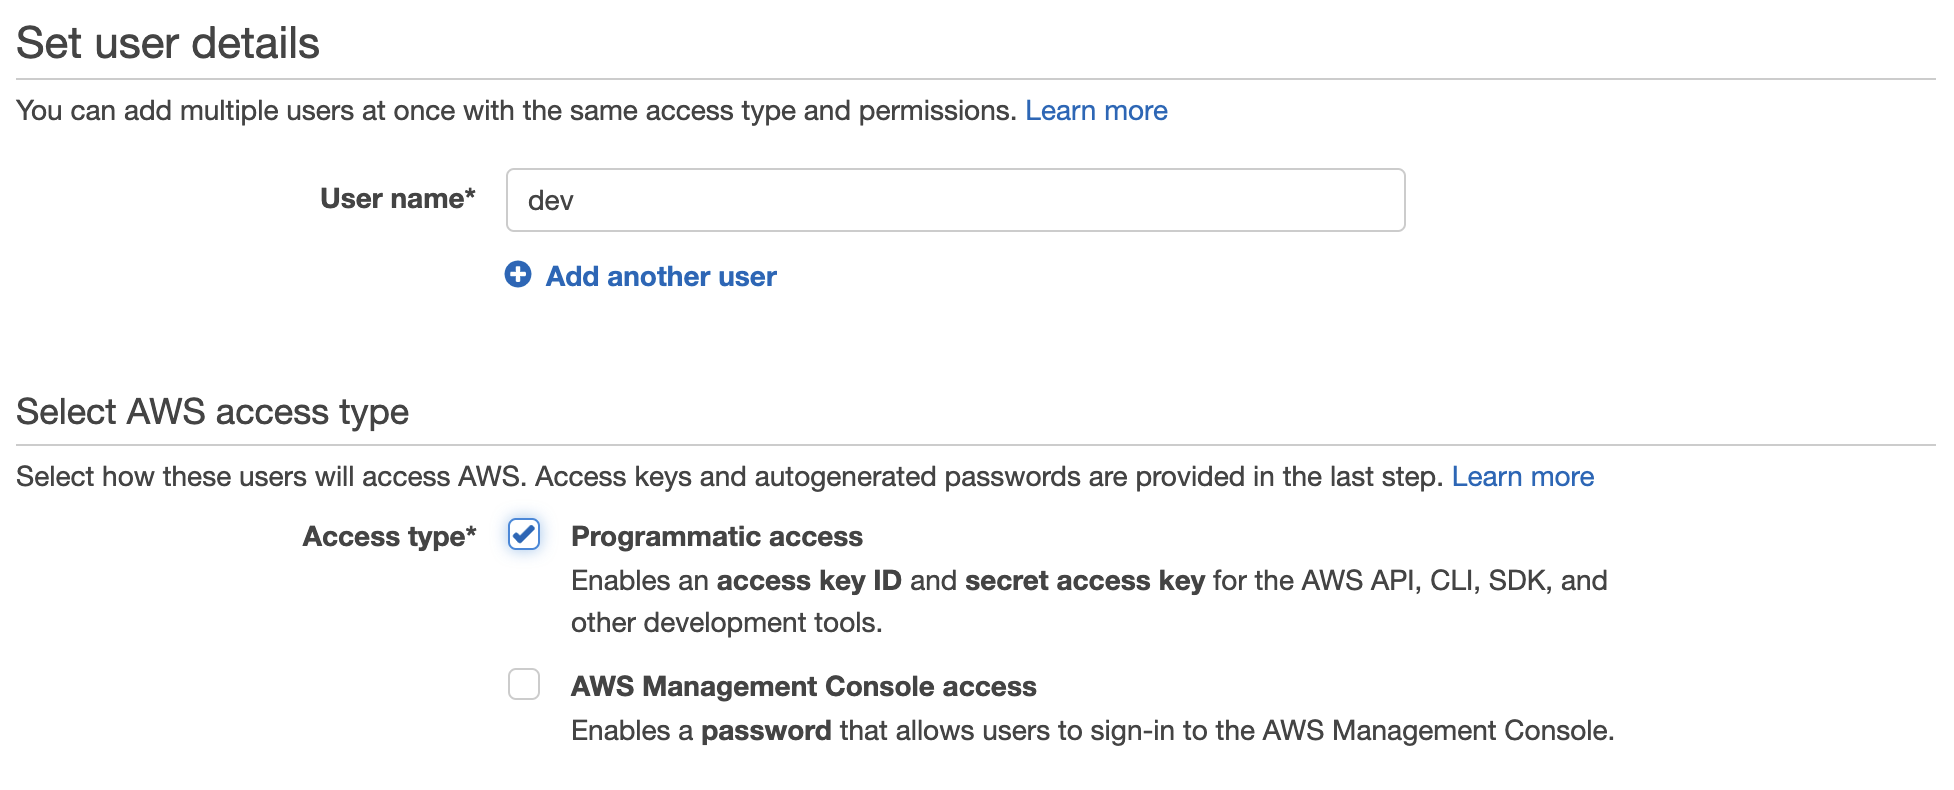 Set user details
You can add multiple users at once with the same access type and permissions. Learn more
User name* dev
Add another user
Select AWS access type
Select how these users will access AWS. Access keys and autogenerated passwords are provided in the last step. Learn more
Access type* Programmatic access
Enables an access key ID and secret access key for the AWS API, CLI, SDK, and
other development tools.
AWS Management Console access
Enables a password that allows users to sign-in to the AWS Management Console.